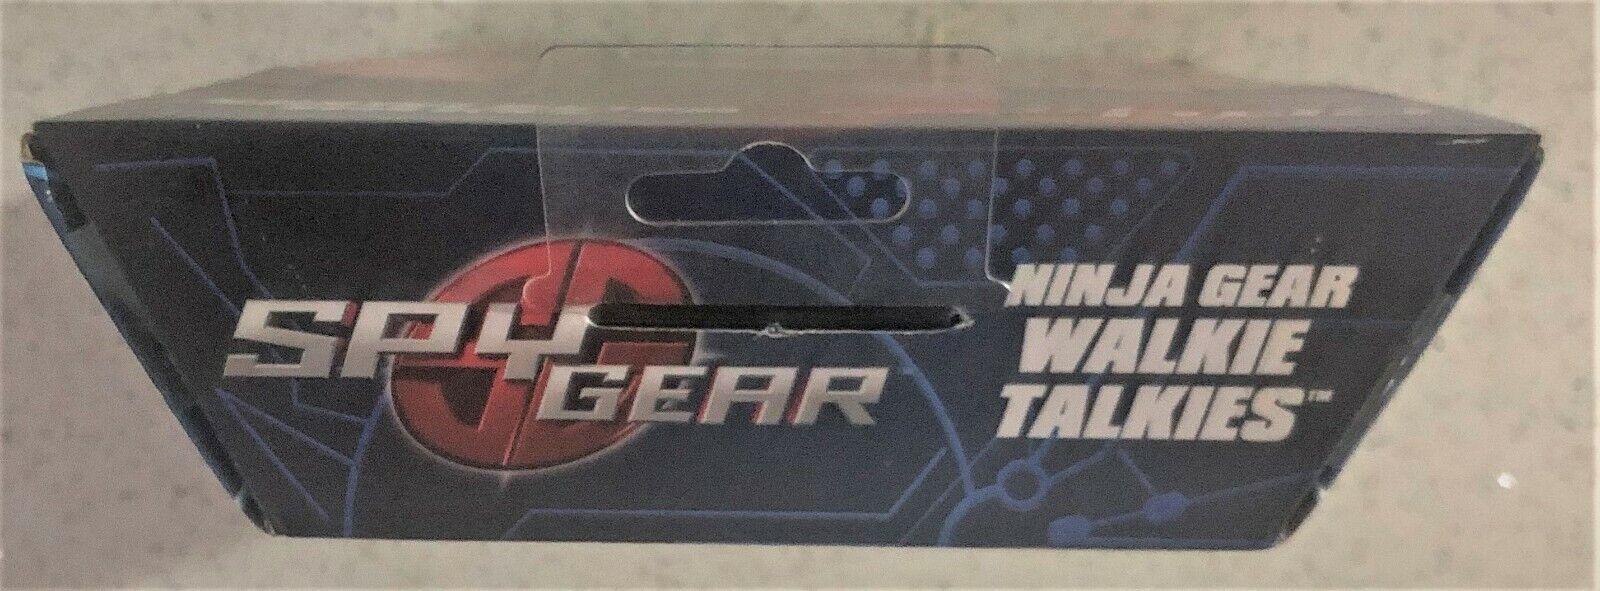 SPY GEAR
NINJA GEAR
WALKIE
TALKIES™